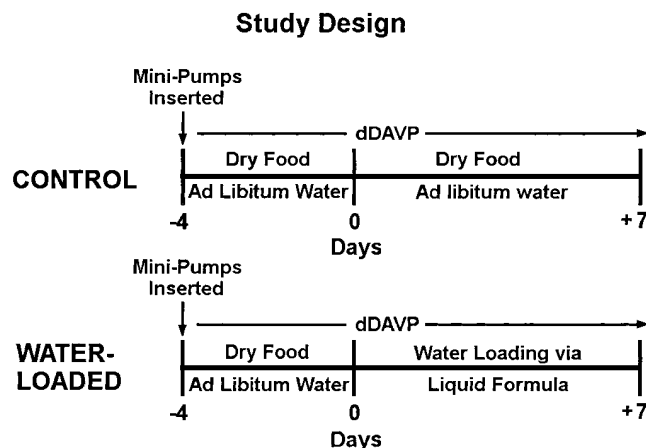 Study Design
Mini-Pumps
Inserted
dDAVP
Dry Food
Dry Food
CONTROL
Ad Libitum Water
Ad libitum water
-4
0
+7
Days
Mini-Pumps
Inserted
dDAVP
WATER-
LOADED
Dry Food
Water Loading via
Ad Libitum Water
Liquid Formula
-4
0
+7
Days